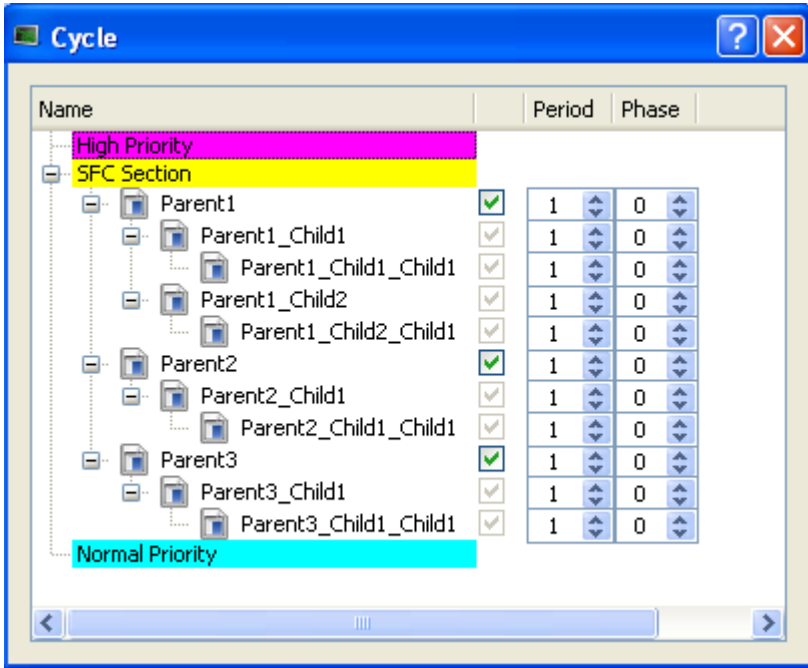 Cycle
Name Period Phase
High Priority
SFC Section
Parent1 1 0
Parent1_Child1 1 0
Parent1_Child1_Child1 1 0
Parent1_Child2 1 0
Parent1_Child2_Child1 1 0
Parent2 1 0
Parent2_Child1 1 0
Parent2_Child1_Child1 1 0
Parent3 1 0
Parent3_Child1 1 0
Parent3_Child1_Child1 1 0
Normal Priority